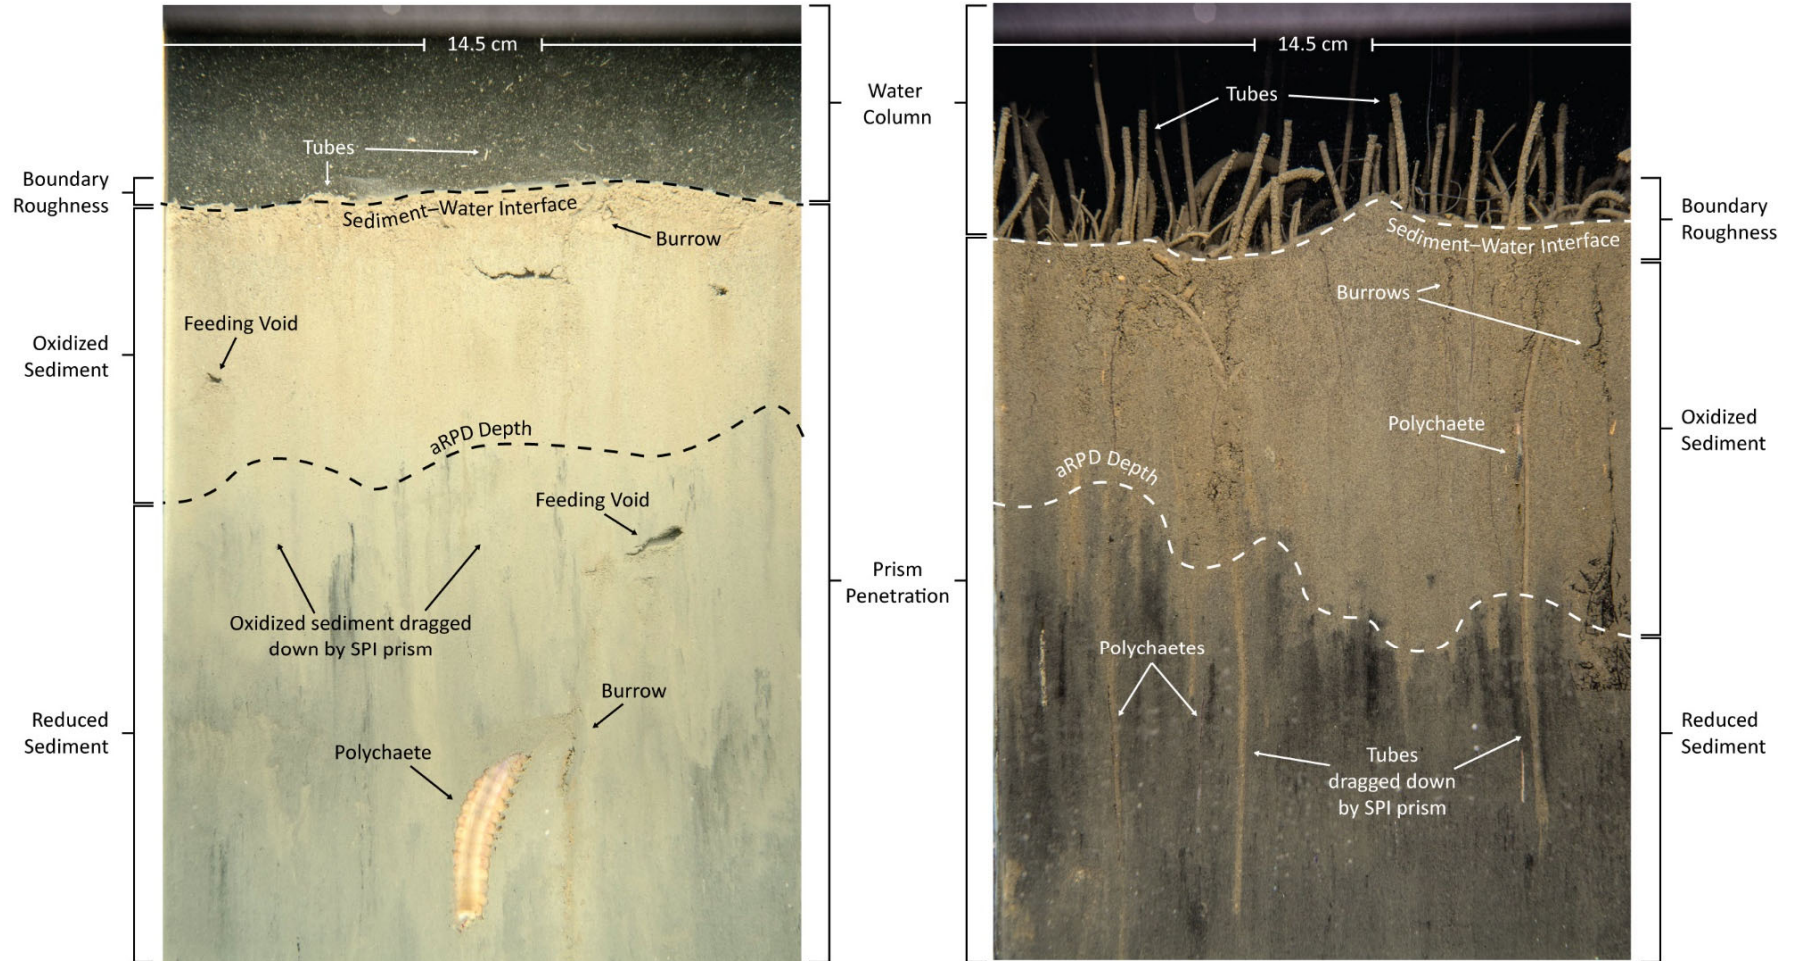 14.5 cm
Tubes
Boundary
Roughness
Sediment–Water Interface
Burrow
Feeding Void
Oxidized
Sediment
aRPD Depth
Feeding Void
Oxidized sediment dragged
down by SPI prism
Burrow
Reduced
Sediment
Polychaete
Water
Column
Prism
Penetration
14.5 cm
Tubes
Boundary
Roughness
Sediment–Water Interface
Burrows
Polychaete
Oxidized
Sediment
aRPD Depth
Polychaetes
Reduced
Sediment
Tubes
dragged down
by SPI prism